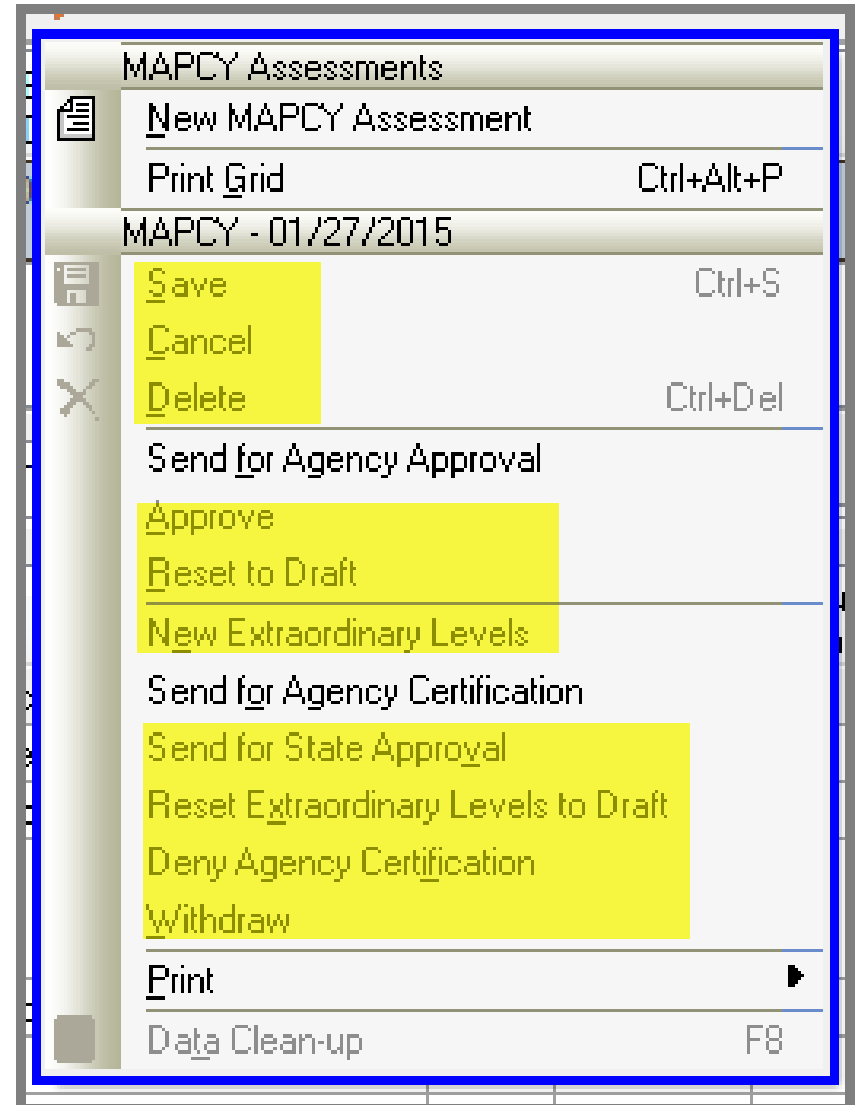 MAPCY Assessments
New MAPCY Assessment
Print Grid Ctrl+Alt+P
MAPCY - 01/27/2015
Save Ctrl+S
Cancel
Delete Ctrl+Del
Send for Agency Approval
Approve
Reset to Draft
New Extraordinary Levels
Send for Agency Certification
Send for State Approval
Reset Extraordinary Levels to Draft
Deny Agency Certification
Withdraw
Print
Data Clean-up F8